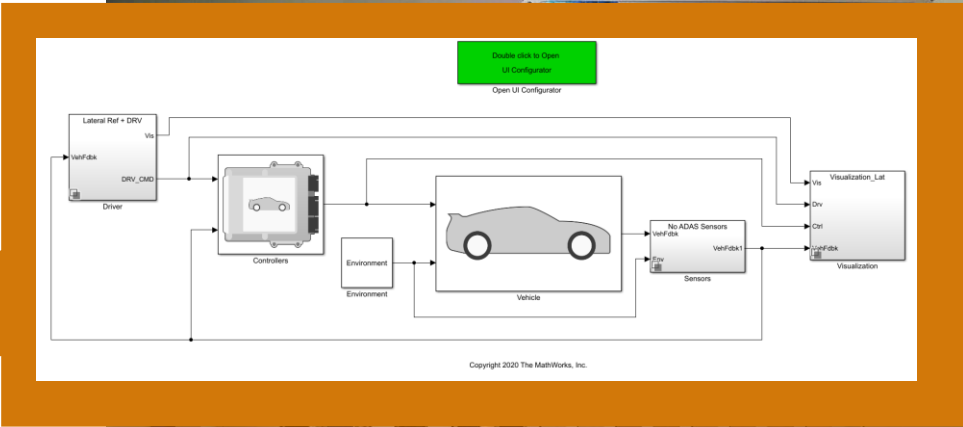 Double click to Open
UI Configurator
Open UI Configurator
Lateral Ref + DRV
Vis
VehFdbk
DRV_CMD
Driver
Controllers
Environment
Environment
Vehicle
No ADAS Sensors
VehFdbk
VehFdbk1
Env
Sensors
Visualization_Lat
Vis
Drv
Ctrl
VehFdbk
Visualization
Copyright 2020 The MathWorks, Inc.